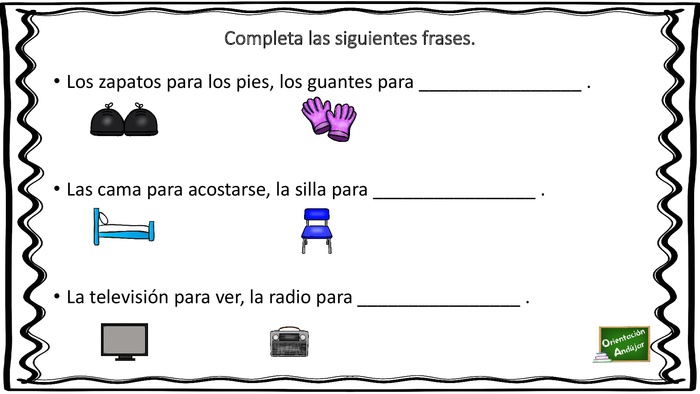 Completa las siguientes frases.
• Los zapatos para los pies, los guantes para ________________ .
• Las cama para acostarse, la silla para ________________ .
• La televisión para ver, la radio para ________________ .
Orientación
Andújar